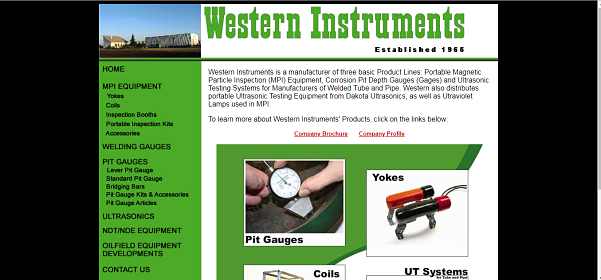 Western Instruments
Established 1965
HOME
MPI EQUIPMENT
Yokes
Coils
Inspection Booths
Portable Inspection Kits
Accessories
WELDING GAUGES
PIT GAUGES
Lever Pit Gauge
Standard Pit Gauge
Bridging Bars
Pit Gauge Kits & Accessories
Pit Gauge Articles
ULTRASONICS
NDT/NDE EQUIPMENT
OILFIELD EQUIPMENT
DEVELOPMENTS
CONTACT US
Western Instruments is a manufacturer of three basic Product Lines: Portable Magnetic
Particle Inspection (MPI) Equipment, Corrosion Pit Depth Gauges (Gages) and Ultrasonic
Testing Systems for Manufacturers of Welded Tube and Pipe. Western also distributes
portable Ultrasonic Testing Equipment from Dakota Ultrasonics, as well as Utraviolet
Lamps used in MPI.
To learn more about Western Instruments' Products, click on the links below:
Company Brochure Company Profile
Pit Gauges
Yokes
Coils
UT Systems
for Tube and Pipe